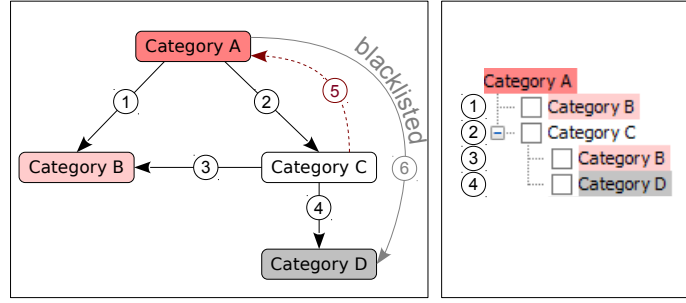 Category A
blacklisted
1
2
5
Category B
3
Category C
6
4
Category D
Category A
1 Category B
2 Category C
3 Category B
4 Category D